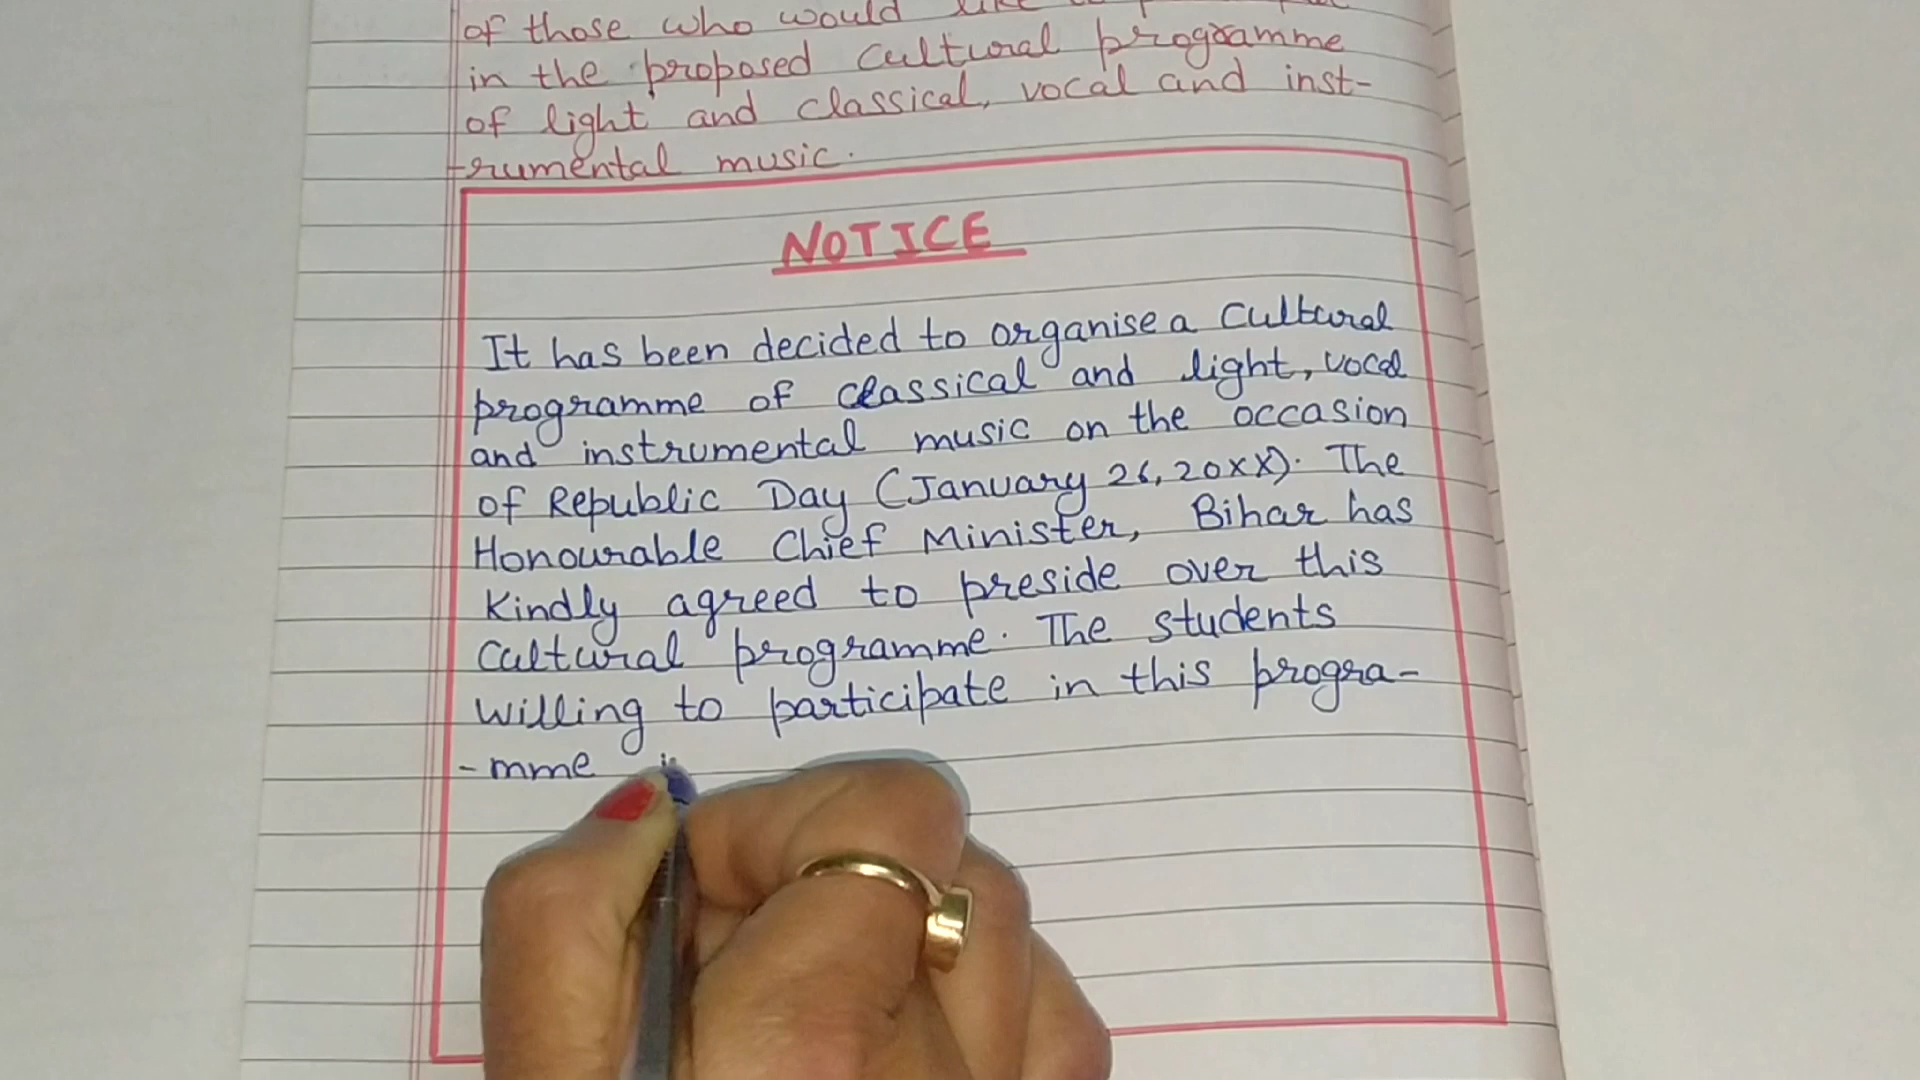 of those who would like to
in the proposed Cultural programme
of light and classical, vocal and inst-
-rumental music.
NOTICE
It has been decided to organise a Cultural
programme of classical and light, vocal
and instrumental music on the occasion
of Republic Day (January 26, 20XX). The
Honourable Chief Minister, Bihar has
Kindly agreed to preside over this
Cultural programme. The students
willing to participate in this progra-
-mme